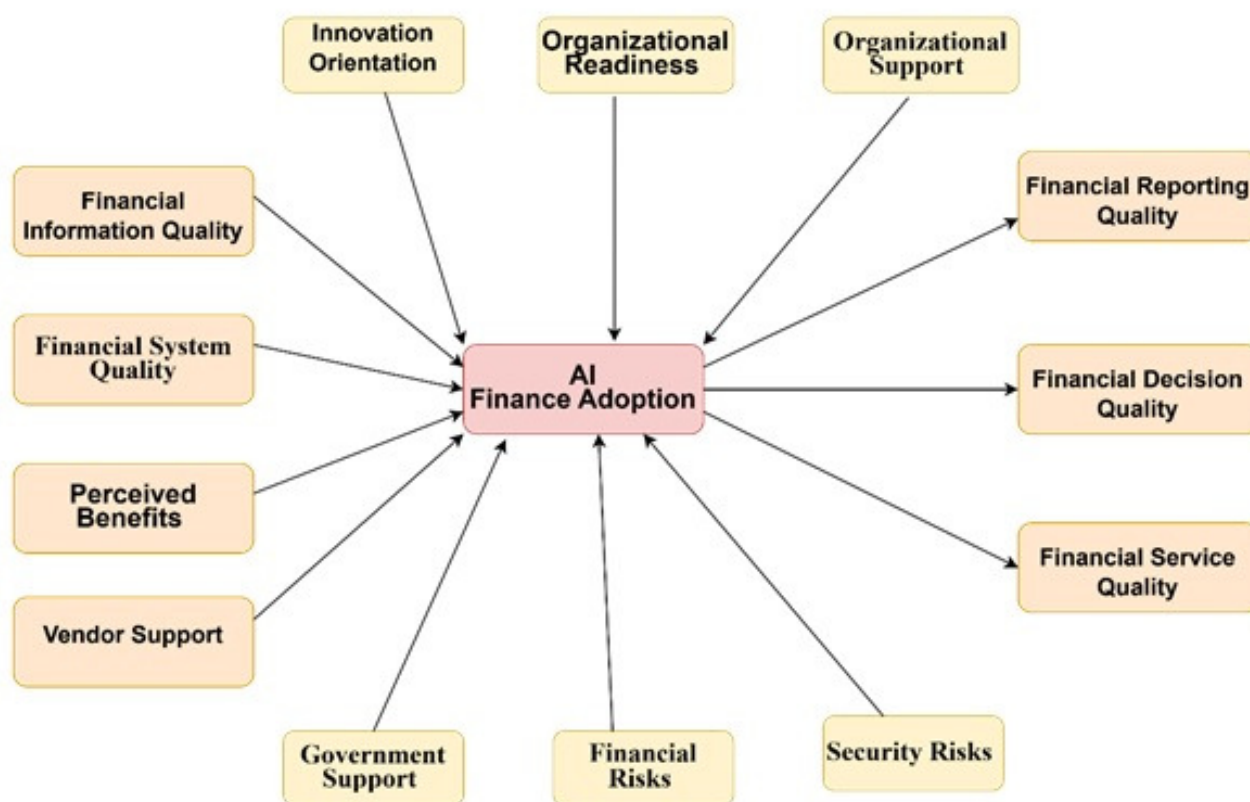 Innovation
Orientation
Organizational
Readiness
Organizational
Support
Financial
Information Quality
Financial Reporting
Quality
Financial System
Quality
AI
Finance Adoption
Financial Decision
Quality
Perceived
Benefits
Financial Service
Quality
Vendor Support
Government
Support
Financial
Risks
Security Risks